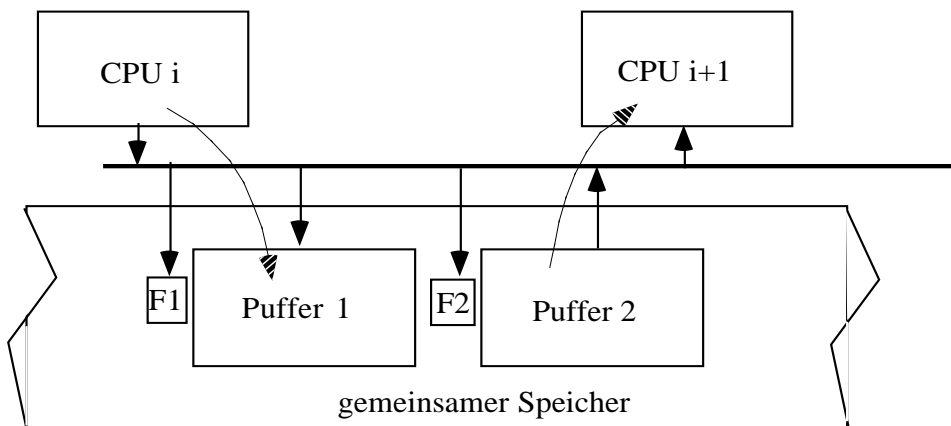 CPU i
CPU i+1
F1
Puffer 1
F2
Puffer 2
gemeinsamer Speicher